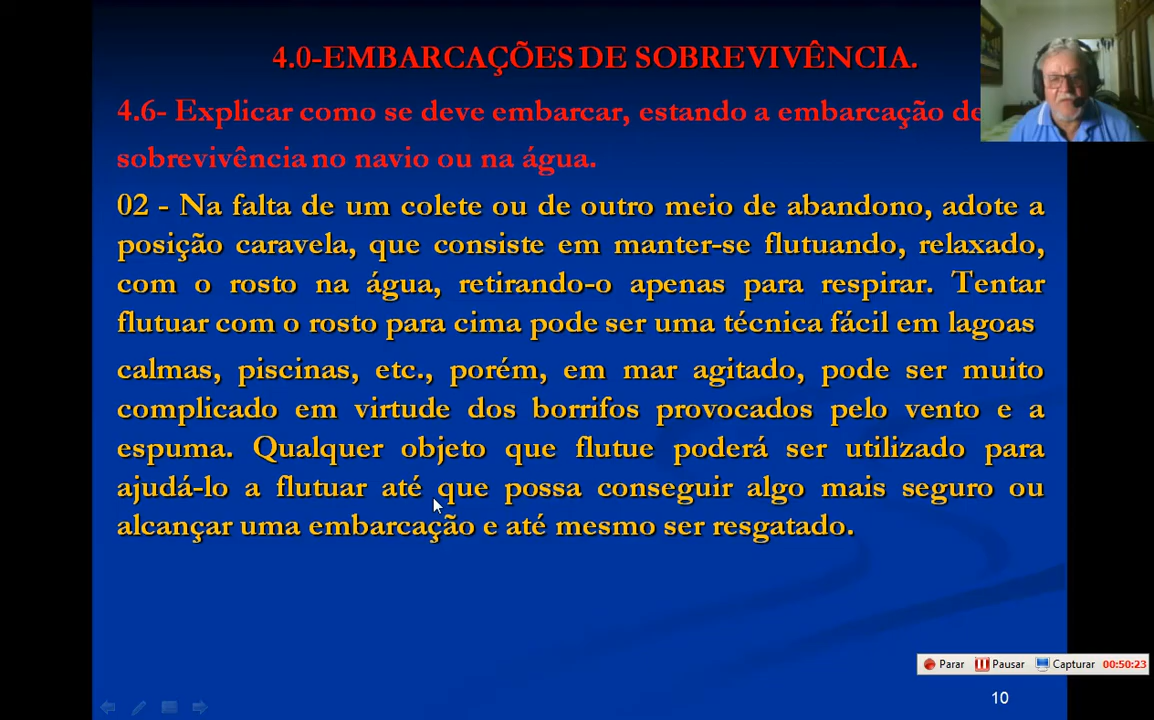 4.0-EMBARCAÇÕES DE SOBREVIVÊNCIA.
4.6- Explicar como se deve embarcar, estando a embarcação de
sobrevivência no navio ou na água.
02 - Na falta de um colete ou de outro meio de abandono, adote a
posição caravela, que consiste em manter-se flutuando, relaxado,
com o rosto na água, retirando-o apenas para respirar. Tentar
flutuar com o rosto para cima pode ser uma técnica fácil em lagoas
calmas, piscinas, etc., porém, em mar agitado, pode ser muito
complicado em virtude dos borrifos provocados pelo vento e a
espuma. Qualquer objeto que flutue poderá ser utilizado para
ajudá-lo a flutuar até que possa conseguir algo mais seguro ou
alcançar uma embarcação e até mesmo ser resgatado.
Parar Pausar Capturar 00:50:23
10